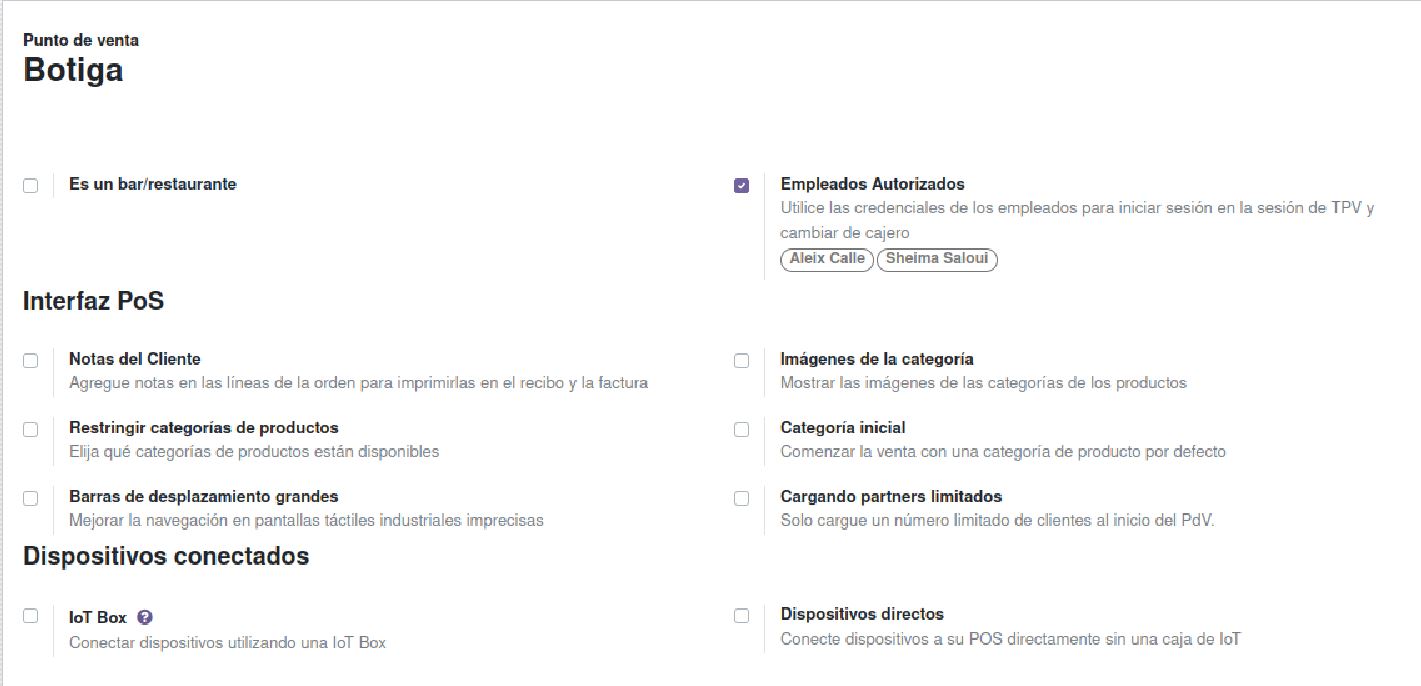 Punto de venta
Botiga
Es un bar/restaurante
Empleados Autorizados
Utilice las credenciales de los empleados para iniciar sesión en la sesión de TPV y
cambiar de cajero
Aleix Calle
Sheima Saloui
Interfaz PoS
Notas del Cliente
Agregue notas en las líneas de la orden para imprimirlas en el recibo y la factura
Imágenes de la categoría
Mostrar las imágenes de las categorías de los productos
Restringir categorías de productos
Elija qué categorías de productos están disponibles
Categoría inicial
Comenzar la venta con una categoría de producto por defecto
Barras de desplazamiento grandes
Mejorar la navegación en pantallas táctiles industriales imprecisas
Cargando partners limitados
Solo cargue un número limitado de clientes al inicio del PdV.
Dispositivos conectados
IoT Box ?
Conectar dispositivos utilizando una IoT Box
Dispositivos directos
Conecte dispositivos a su POS directamente sin una caja de IoT